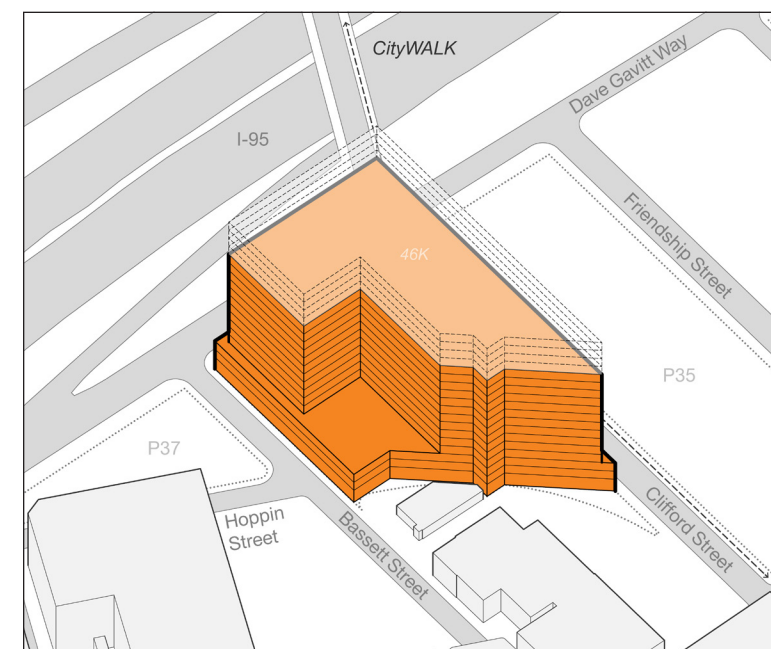 CityWALK
Dave Gavitt Way
I-95
Friendship Street
46K
P35
P37
Hoppin
Street
Bassett Street
Clifford Street